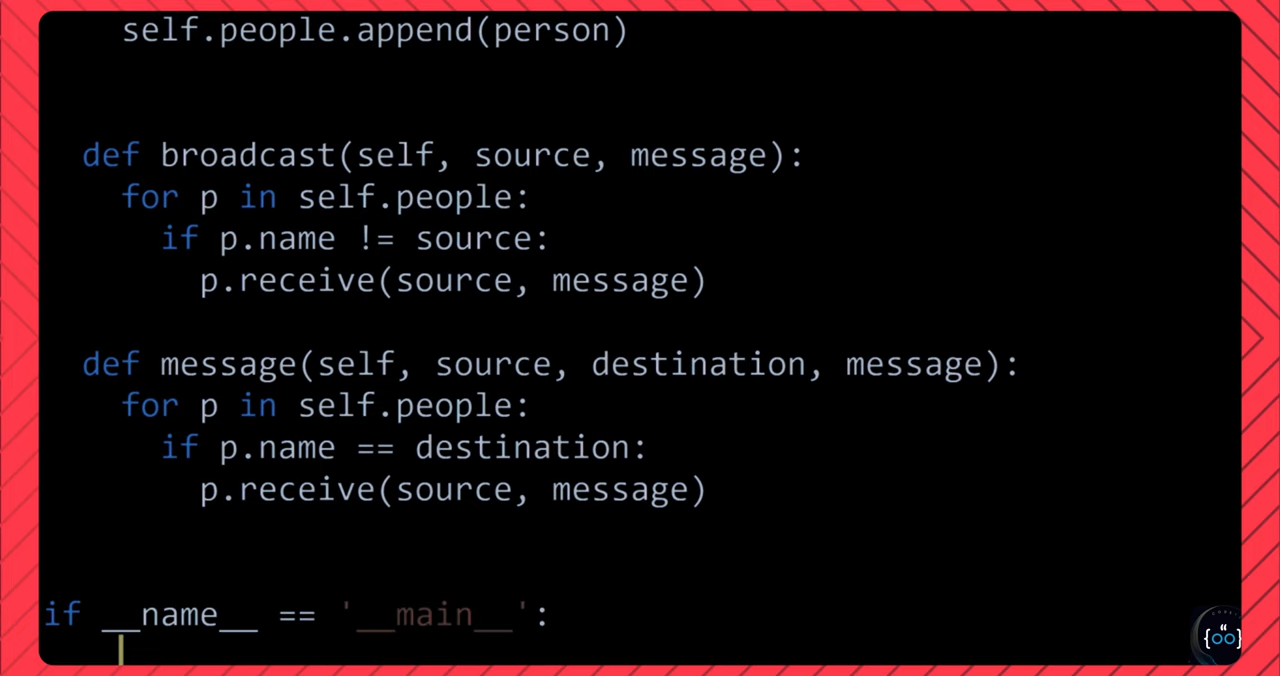 self.people.append(person)
def broadcast(self, source, message):
for p in self.people:
if p.name != source:
p.receive(source, message)
def message(self, source, destination, message):
for p in self.people:
if p.name == destination:
p.receive(source, message)
if __name__ == '__main__':